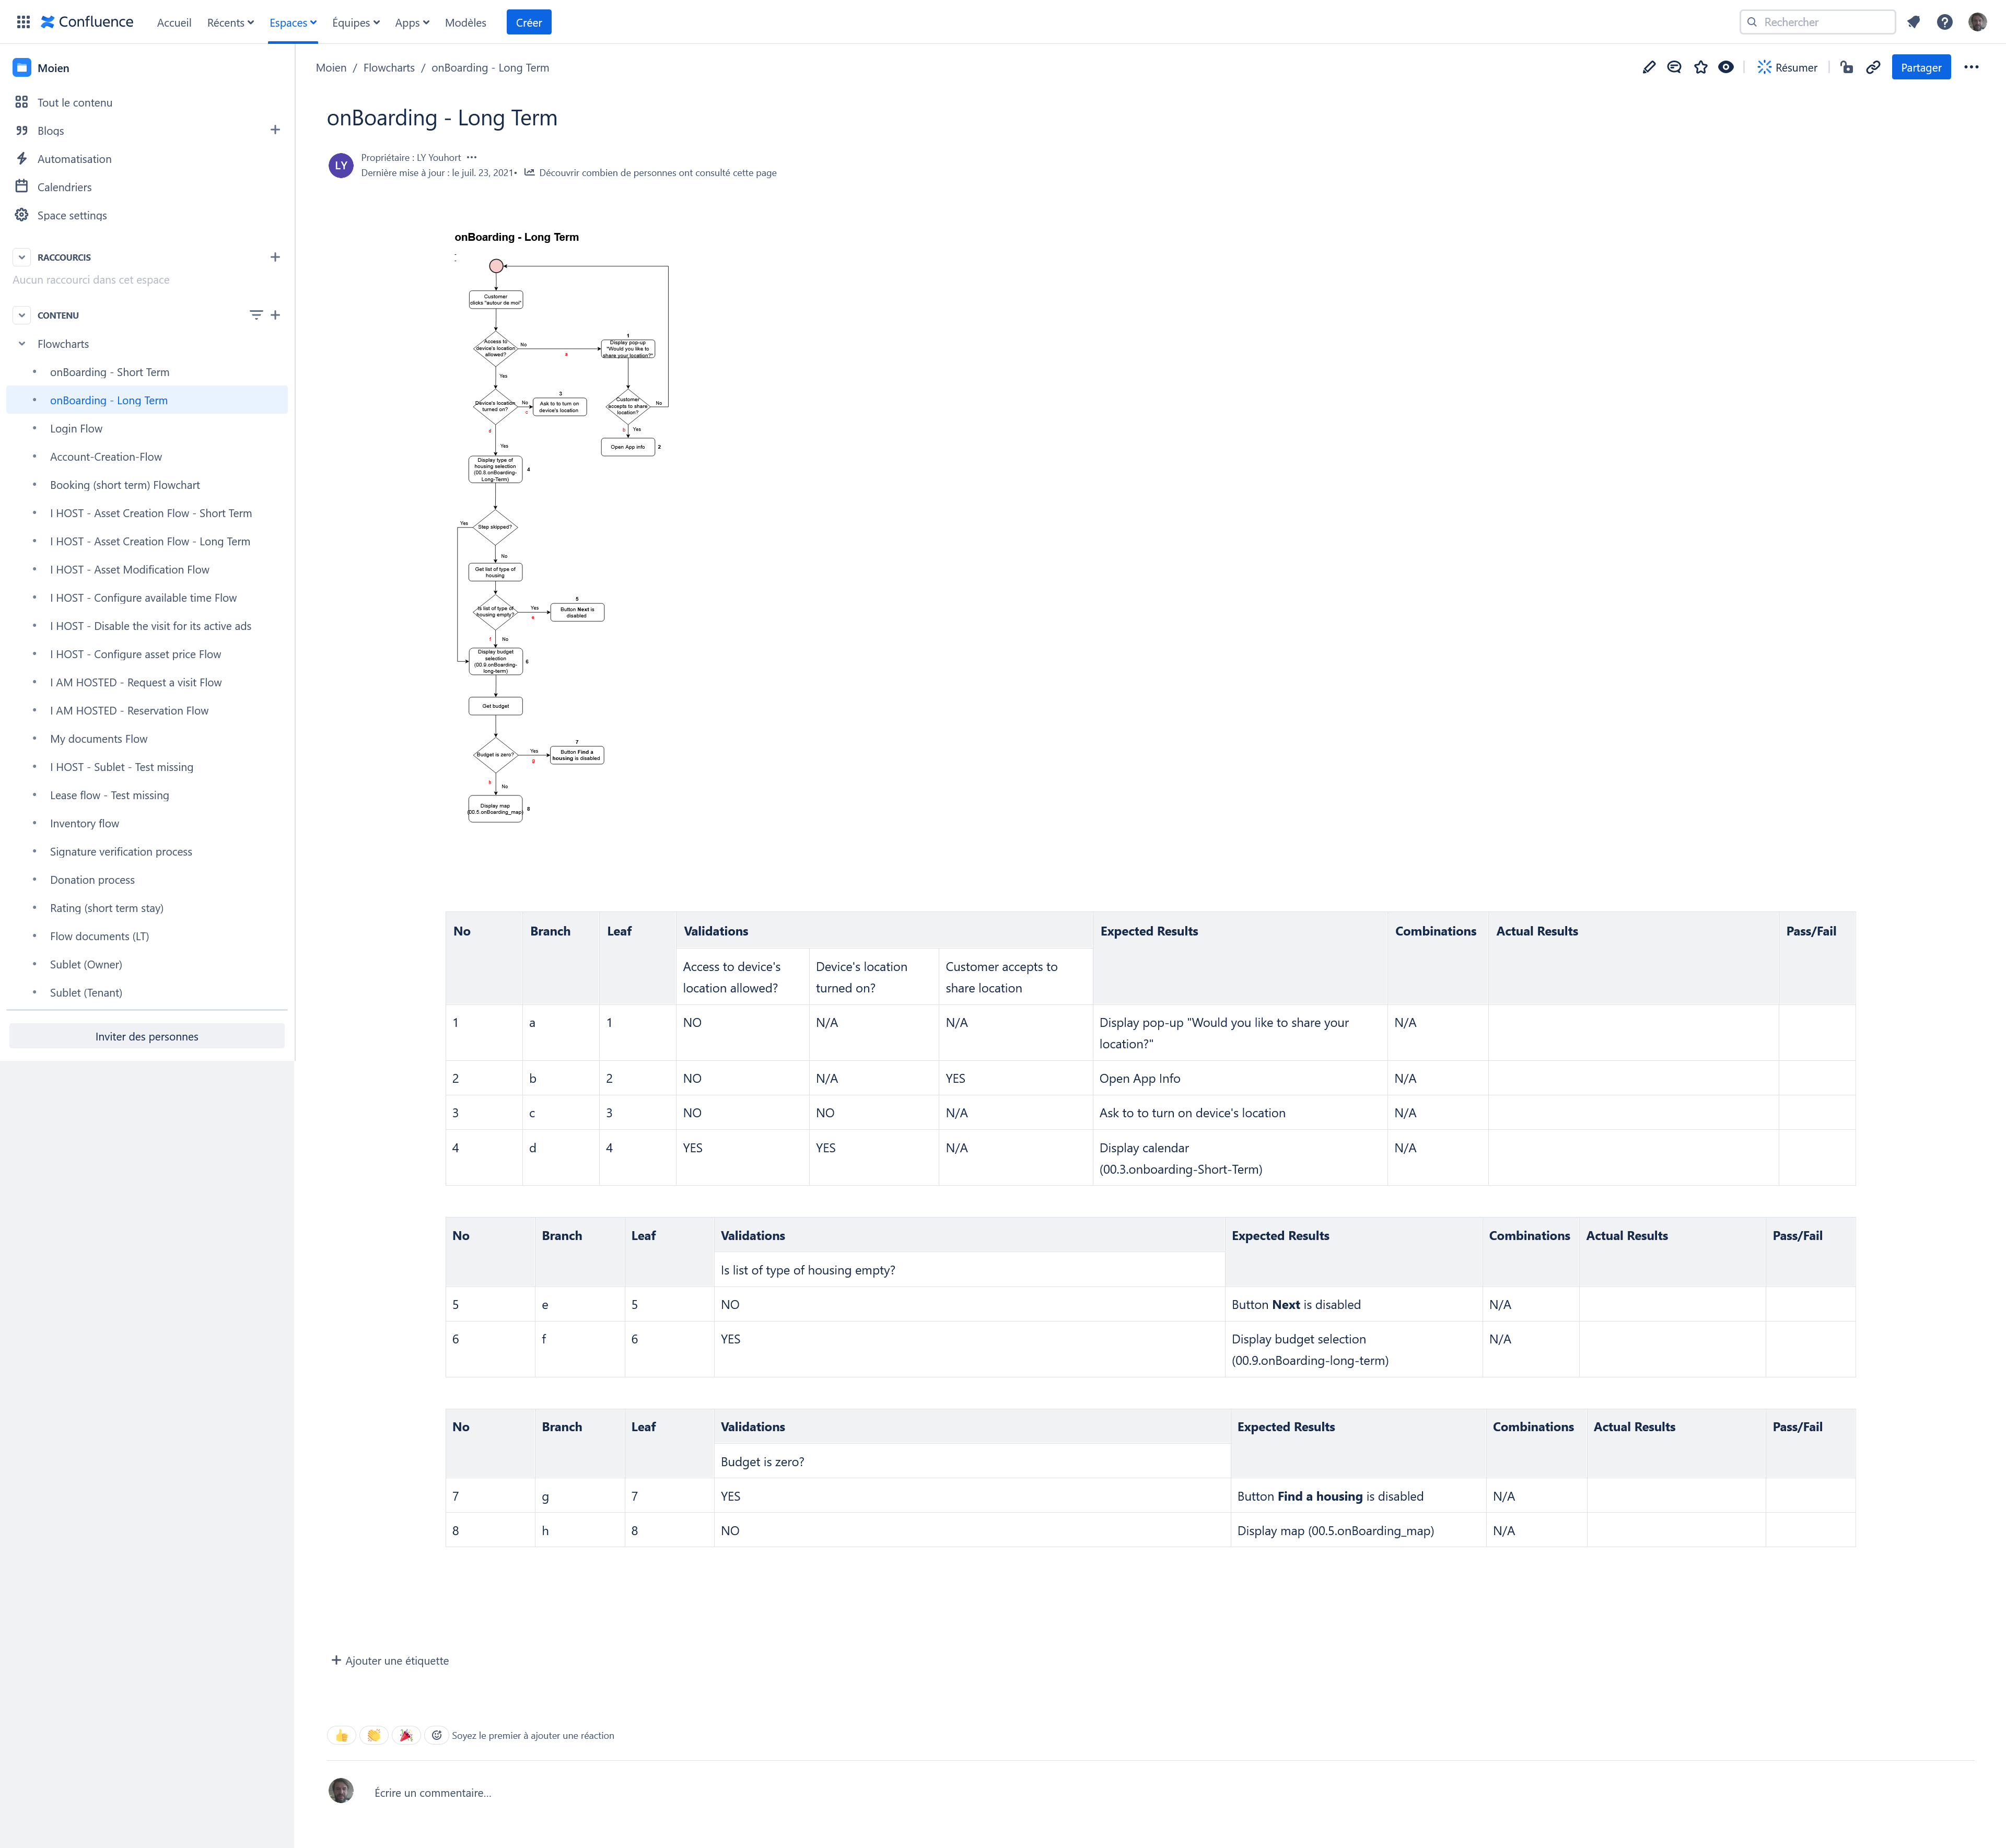 Confluence
Accueil
Récents
Espaces
Équipes
Apps
Modèles
Créer
Rechercher
Moien
Tout le contenu
Blogs
Automatisation
Calendriers
Space settings
RACCOURCIS
Aucun raccourci dans cet espace
CONTENU
Flowcharts
onBoarding - Short Term
onBoarding - Long Term
Login Flow
Account-Creation-Flow
Booking (short term) Flowchart
I HOST - Asset Creation Flow - Short Term
I HOST - Asset Creation Flow - Long Term
I HOST - Asset Modification Flow
I HOST - Configure available time Flow
I HOST - Disable the visit for its active ads
I HOST - Configure asset price Flow
I AM HOSTED - Request a visit Flow
I AM HOSTED - Reservation Flow
My documents Flow
I HOST - Sublet - Test missing
Lease flow - Test missing
Inventory flow
Signature verification process
Donation process
Rating (short term stay)
Flow documents (LT)
Sublet (Owner)
Sublet (Tenant)
Inviter des personnes
Moien / Flowcharts / onBoarding - Long Term
Résumer
Partager
onBoarding - Long Term
LY
Propriétaire : LY Youhort
Dernière mise à jour : le juil. 23, 2021• Découvrir combien de personnes ont consulté cette page
onBoarding - Long Term
:
Customer
clicks "autour de moi"
Access to
device's location
allowed?
No
a
1
Display pop-up
"Would you like to
share your location?"
Yes
Device's location
turned on?
No
c
3
Ask to to turn on
device's location
Customer
accepts to share
location?
No
b
Yes
Open App info
2
d
Yes
Display type of
housing selection
(00.8.onBoarding-
Long-Term)
4
Step skipped?
Yes
No
Get list of type of
housing
Is list of type of
housing empty?
Yes
e
5
Button Next is
disabled
f
No
Display budget
selection
(00.9.onBoarding-
long-term)
6
Get budget
Budget is zero?
Yes
g
7
Button Find a
housing is disabled
h
No
Display map
(00.5.onBoarding_map)
8
No Branch Leaf Validations Expected Results Combinations Actual Results Pass/Fail
Access to device's location allowed?
Device's location turned on?
Customer accepts to share location
1 a 1 NO N/A N/A Display pop-up "Would you like to share your location?" N/A
2 b 2 NO N/A YES Open App Info N/A
3 c 3 NO NO N/A Ask to to turn on device's location N/A
4 d 4 YES YES N/A Display calendar (00.3.onboarding-Short-Term) N/A
No Branch Leaf Validations Expected Results Combinations Actual Results Pass/Fail
Is list of type of housing empty?
5 e 5 NO Button Next is disabled N/A
6 f 6 YES Display budget selection (00.9.onBoarding-long-term) N/A
No Branch Leaf Validations Expected Results Combinations Actual Results Pass/Fail
Budget is zero?
7 g 7 YES Button Find a housing is disabled N/A
8 h 8 NO Display map (00.5.onBoarding_map) N/A
Ajouter une étiquette
Soyez le premier à ajouter une réaction
Écrire un commentaire...